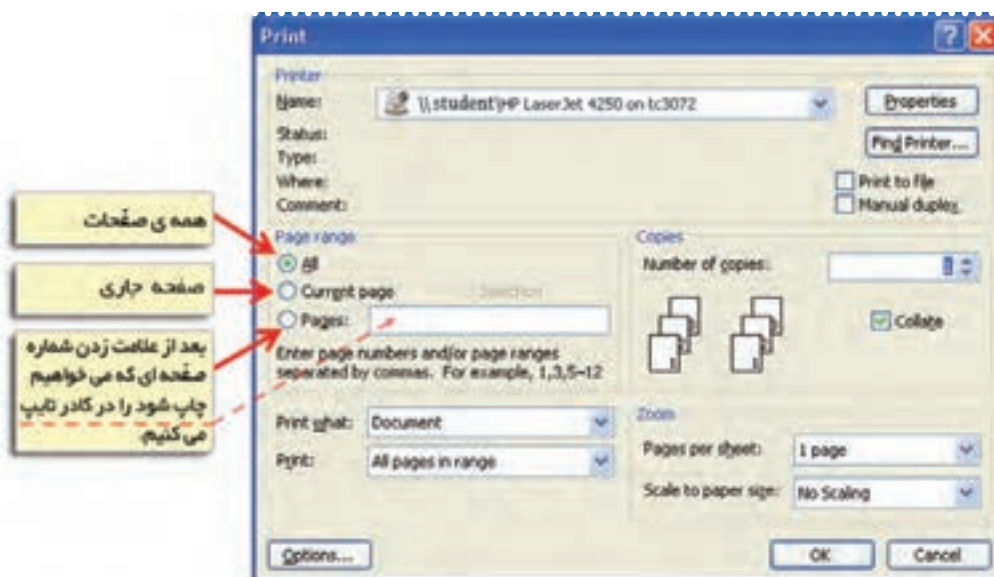 Print
Printer
Name: \\student\HP LaserJet 4250 on tc3072 Properties
Status: Find Printer...
Type:
Where: Print to file
Comment: Manual duplex
همه ی صفحات
Page range
All
صفحه جاری
Current page Selection
Pages:
بعد از علامت زدن شماره
صفحه ای که می خواهیم
چاپ شود را در کادر تایپ
می کنیم.
Enter page numbers and/or page ranges
separated by commas. For example, 1,3,5–12
Copies
Number of copies: 1
Collate
Print what: Document
Print: All pages in range
Zoom
Pages per sheet: 1 page
Scale to paper size: No Scaling
Options... OK Cancel